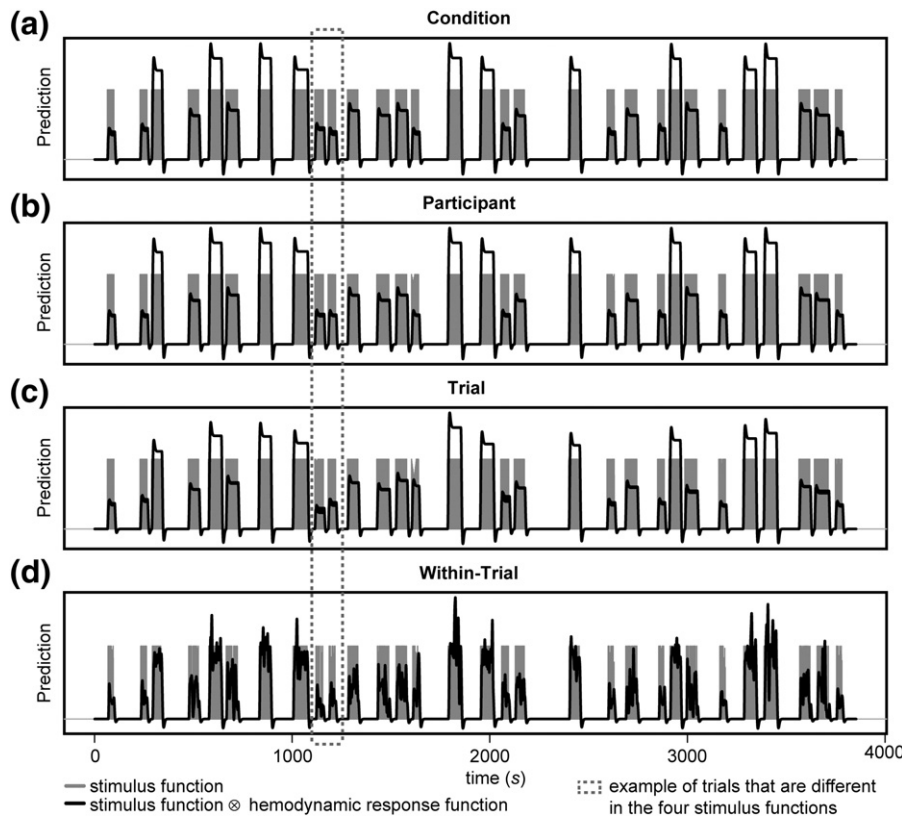 (a)
Condition
Prediction
(b)
Participant
Prediction
(c)
Trial
Prediction
(d)
Within-Trial
Prediction
0 1000 2000 3000 4000
time (s)
stimulus function
stimulus function ⊗ hemodynamic response function
example of trials that are different
in the four stimulus functions